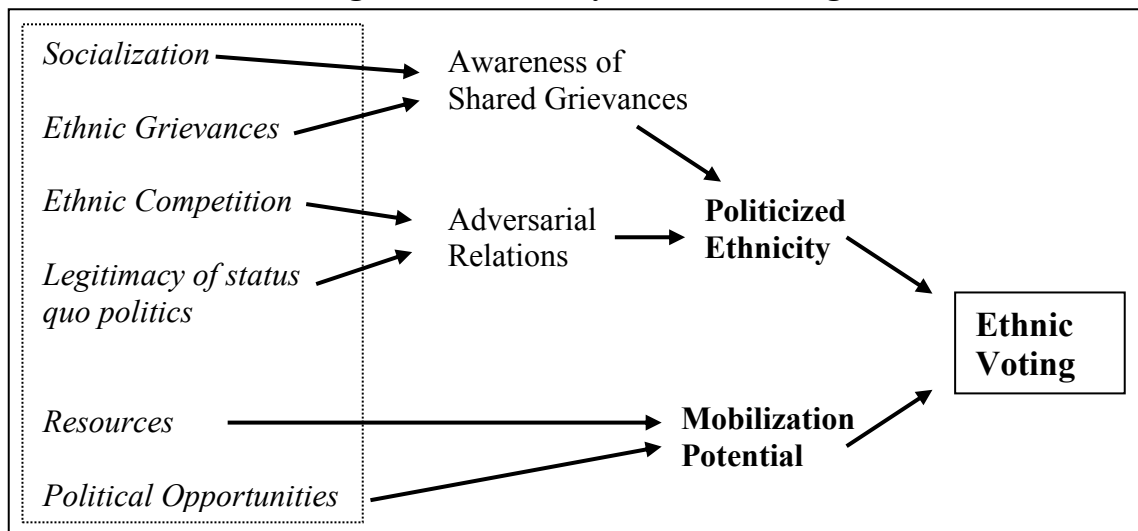 Socialization
Ethnic Grievances
Ethnic Competition
Legitimacy of status
quo politics
Resources
Political Opportunities
Awareness of
Shared Grievances
Adversarial
Relations
Politicized
Ethnicity
Mobilization
Potential
Ethnic
Voting